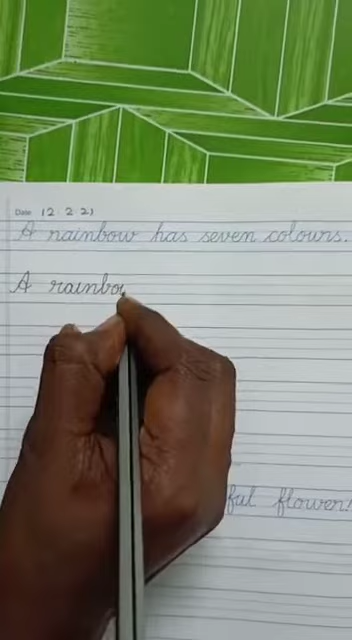 Date 12.2.21
A rainbow has seven colours.
A rainbo
ful flowers